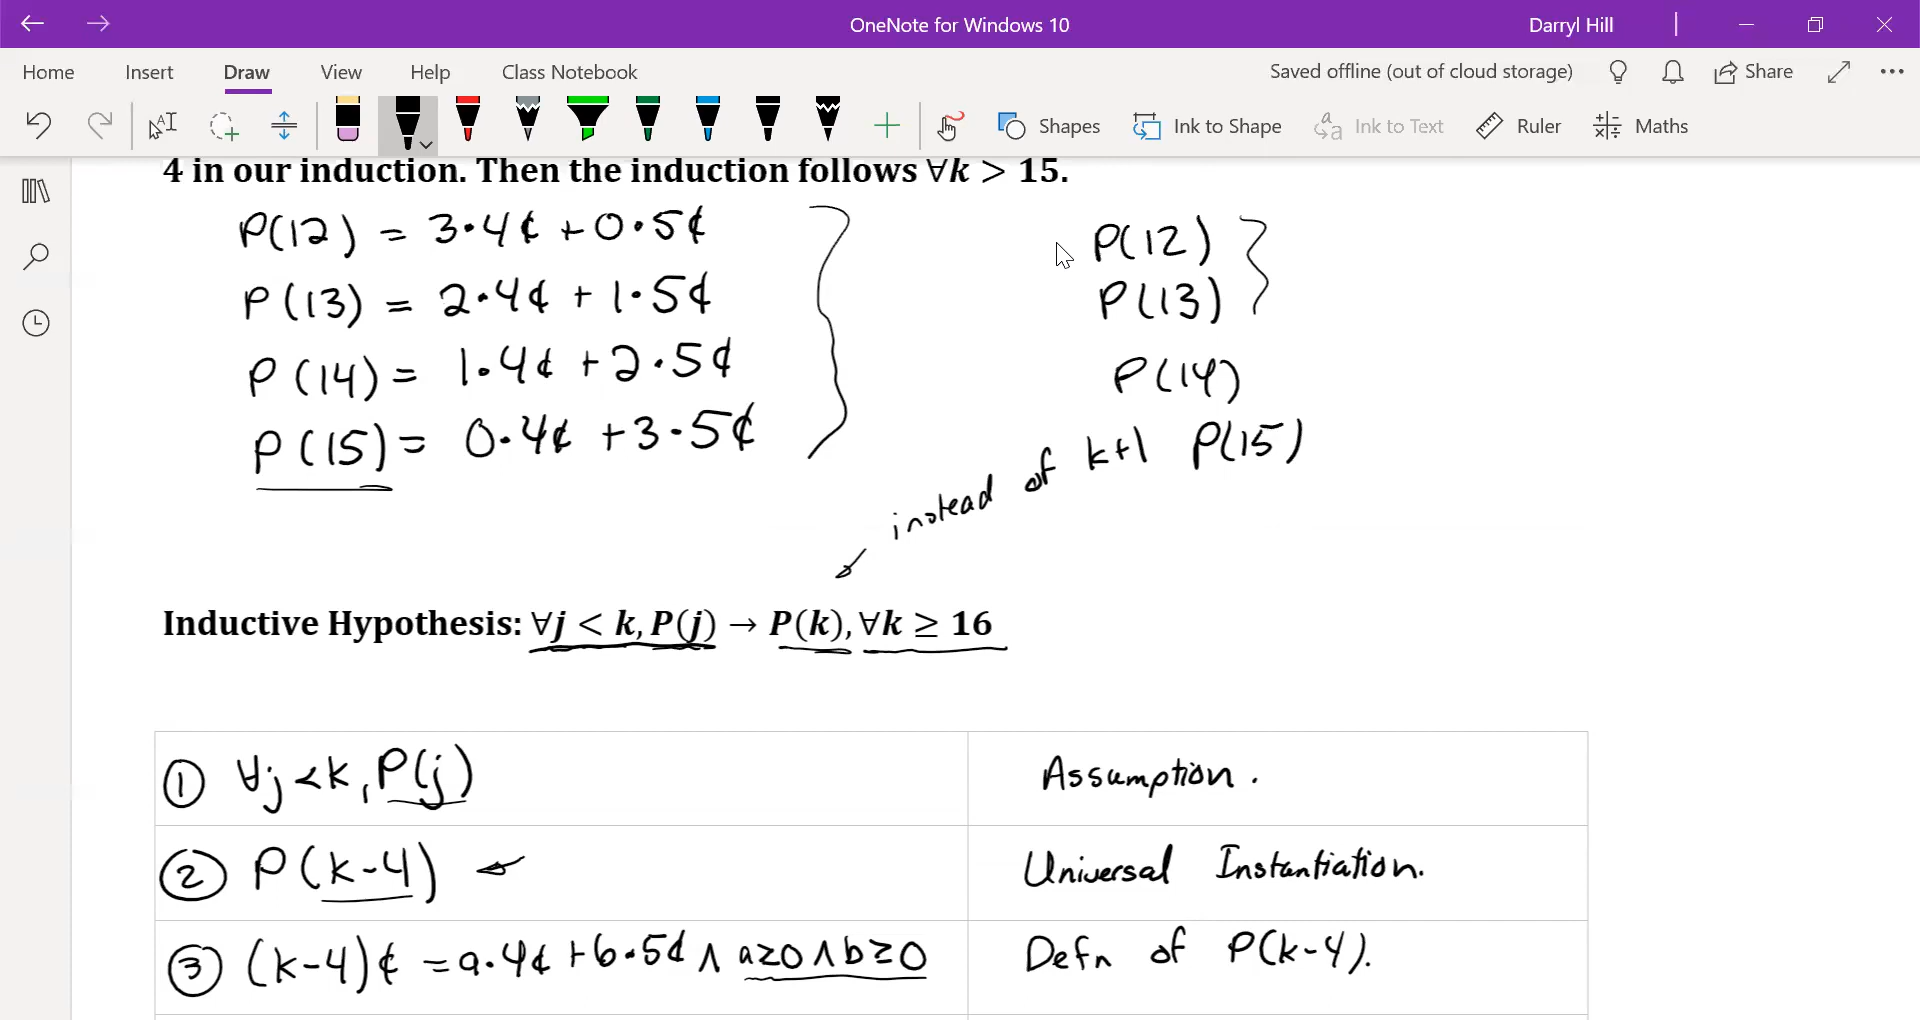 OneNote for Windows 10
Darryl Hill
Home Insert Draw View Help Class Notebook
Saved offline (out of cloud storage) Share
Shapes Ink to Shape Ink to Text Ruler Maths
4 in our induction. Then the induction follows ∀k > 15.
P(12) = 3·4¢ + 0·5¢
P(13) = 2·4¢ + 1·5¢
P(14) = 1·4¢ + 2·5¢
P(15) = 0·4¢ + 3·5¢
P(12)
P(13)
P(14)
P(15)
instead of k+1
Inductive Hypothesis: ∀j < k, P(j) → P(k), ∀k ≥ 16
① ∀j < k, P(j) Assumption.
② P(k-4) Universal Instantiation.
③ (k-4)¢ = a·4¢ + b·5¢ ∧ a≥0 ∧ b≥0 Defn of P(k-4).